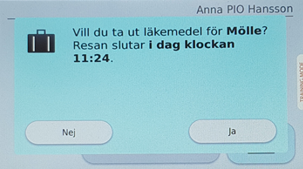 Anna PIO Hansson
Vill du ta ut läkemedel för Mölle?
Resan slutar i dag klockan
11:24.
Nej
Ja